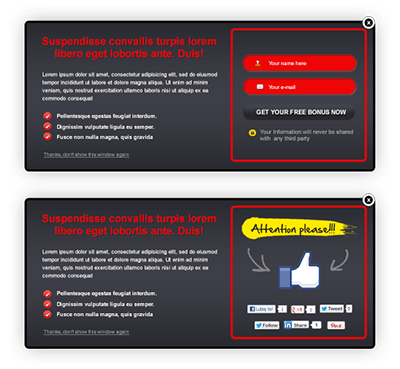 x
Suspendisse convallis turpis lorem
libero eget lobortis ante. Duis!
Lorem ipsum dolor sit amet, consectetur adipisicing elit, sed do eiusmod
tempor incididunt ut labore et dolore magna aliqua. Ut enim ad minim
veniam, quis nostrud exercitation ullamco laboris nisi ut aliquip ex ea
commodo consequat
Pellentesque egestas feugiat interdum.
Dignissim vulputate ligula eu semper.
Fusce non nulla magna, quis gravida
Thanks, don't show this window again
Your name here
Your e-mail
GET YOUR FREE BONUS NOW
Your Information will never be shared
with any third party
x
Suspendisse convallis turpis lorem
libero eget lobortis ante. Duis!
Lorem ipsum dolor sit amet, consectetur adipisicing elit, sed do eiusmod
tempor incididunt ut labore et dolore magna aliqua. Ut enim ad minim
veniam, quis nostrud exercitation ullamco laboris nisi ut aliquip ex ea
commodo consequat
Pellentesque egestas feugiat interdum.
Dignissim vulputate ligula eu semper.
Fusce non nulla magna, quis gravida
Thanks, don't show this window again
Attention please!!!
Lubię to! 1 +1 Tweet 0
Follow Share 1 Pin it